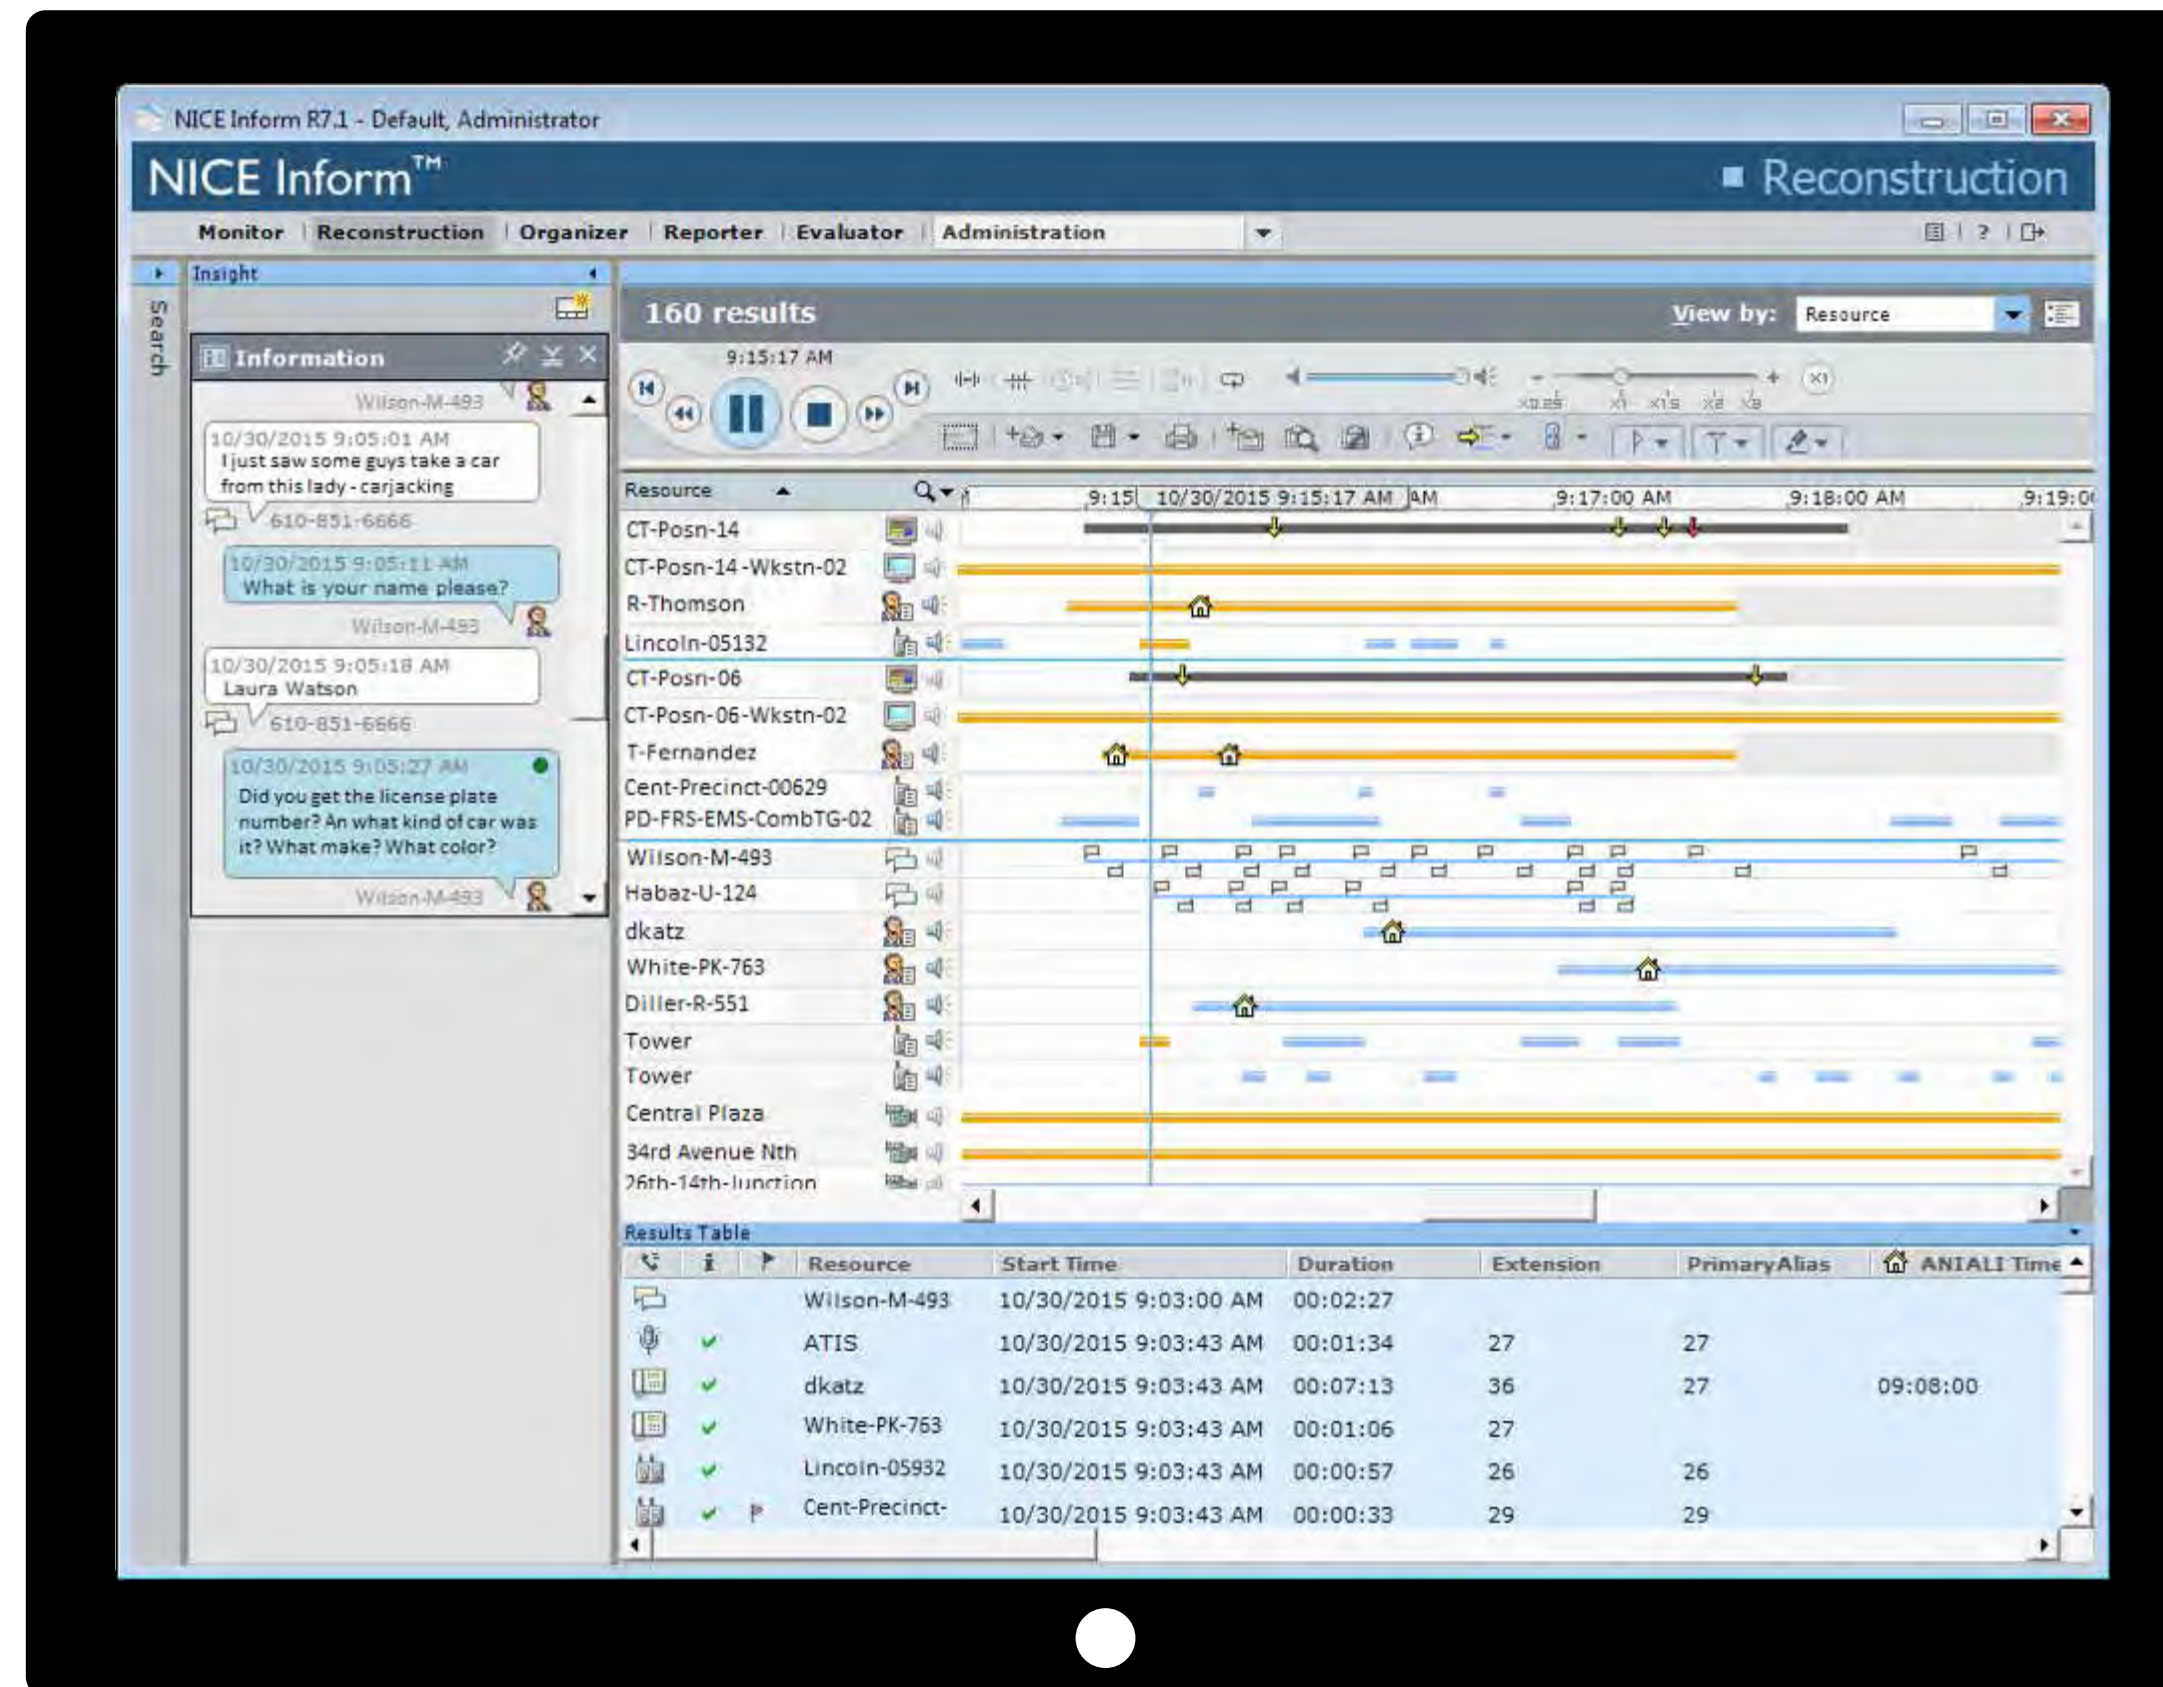 NICE Inform R7.1 - Default, Administrator
NICE Inform™
Reconstruction
Monitor Reconstruction Organizer Reporter Evaluator Administration
?
Insight
Search
Information
Wilson-M-493
10/30/2015 9:05:01 AM
I just saw some guys take a car
from this lady - carjacking
610-851-6666
10/30/2015 9:05:11 AM
What is your name please?
Wilson-M-493
10/30/2015 9:05:18 AM
Laura Watson
610-851-6666
10/30/2015 9:05:27 AM
Did you get the license plate
number? An what kind of car was
it? What make? What color?
Wilson-M-493
160 results
View by: Resource
9:15:17 AM
Resource
9:15 10/30/2015 9:15:17 AM AM 9:17:00 AM 9:18:00 AM 9:19:0
CT-Posn-14
CT-Posn-14-Wkstn-02
R-Thomson
Lincoln-05132
CT-Posn-06
CT-Posn-06-Wkstn-02
T-Fernandez
Cent-Precinct-00629
PD-FRS-EMS-CombTG-02
Wilson-M-493
Habaz-U-124
dkatz
White-PK-763
Diller-R-551
Tower
Tower
Central Plaza
34rd Avenue Nth
26th-14th-Junction
Results Table
Resource Start Time Duration Extension PrimaryAlias ANIALI Time
Wilson-M-493 10/30/2015 9:03:00 AM 00:02:27
ATIS 10/30/2015 9:03:43 AM 00:01:34 27 27
dkatz 10/30/2015 9:03:43 AM 00:07:13 36 27 09:08:00
White-PK-763 10/30/2015 9:03:43 AM 00:01:06 27
Lincoln-05932 10/30/2015 9:03:43 AM 00:00:57 26 26
Cent-Precinct- 10/30/2015 9:03:43 AM 00:00:33 29 29